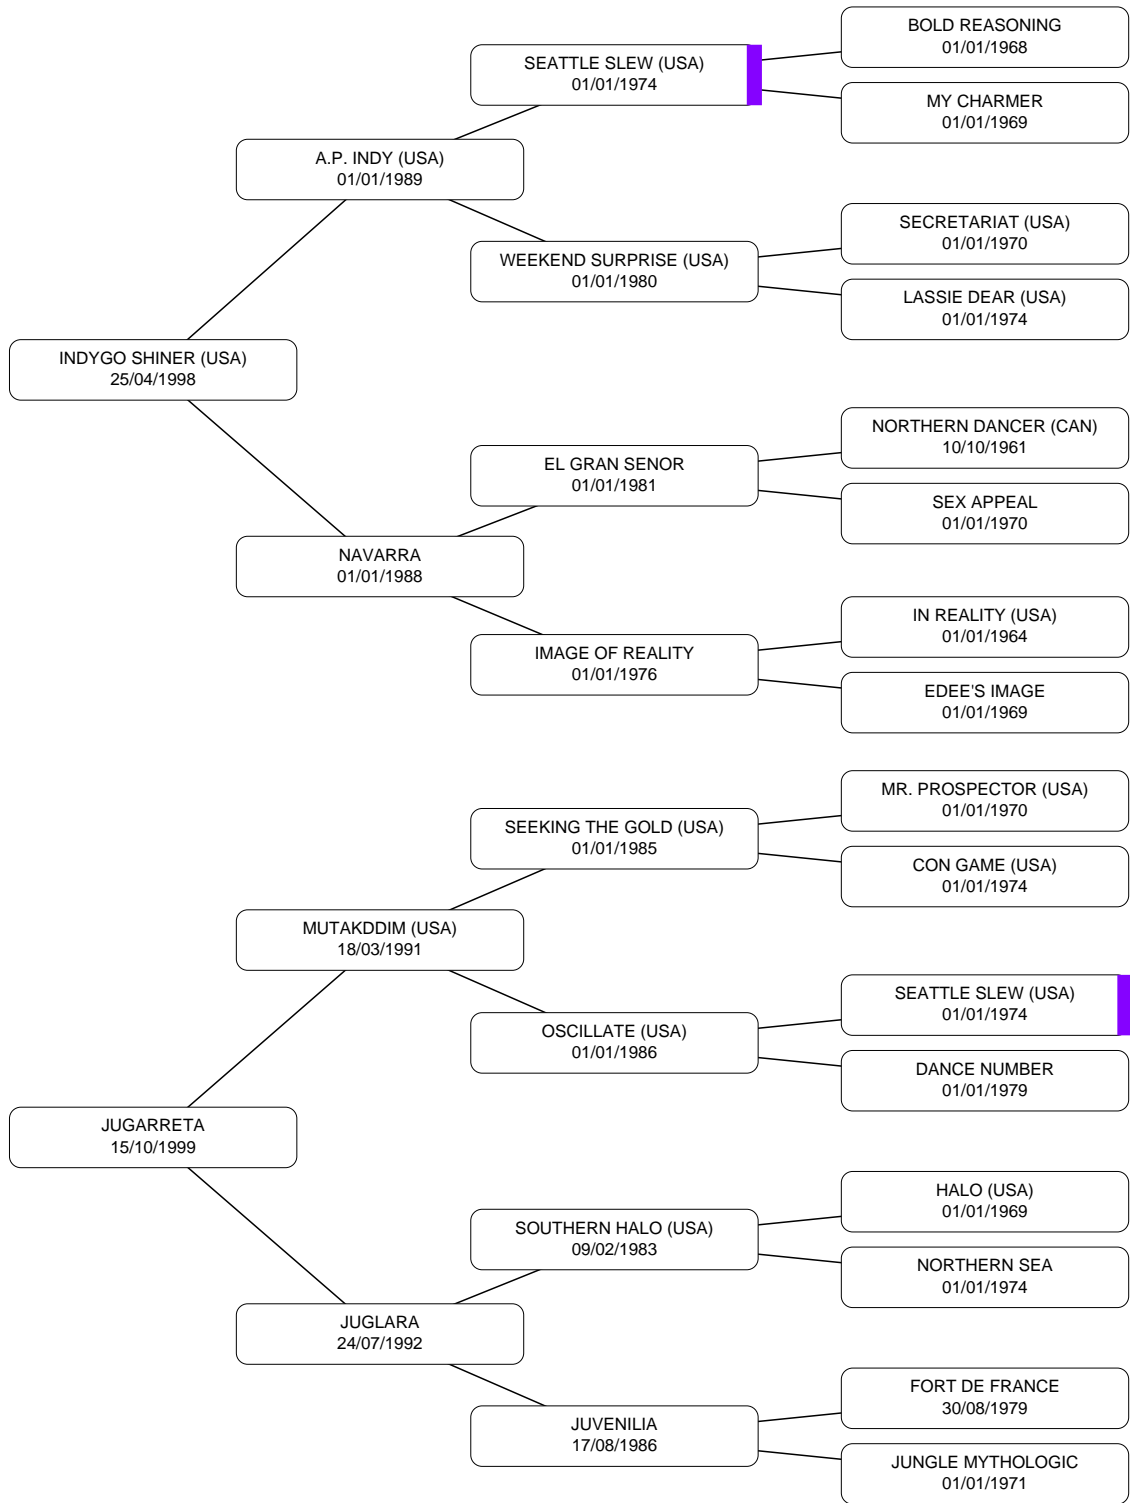 BOLD REASONING
01/01/1968
SEATTLE SLEW (USA)
01/01/1974
MY CHARMER
01/01/1969
A.P. INDY (USA)
01/01/1989
SECRETARIAT (USA)
01/01/1970
WEEKEND SURPRISE (USA)
01/01/1980
LASSIE DEAR (USA)
01/01/1974
INDYGO SHINER (USA)
25/04/1998
NORTHERN DANCER (CAN)
10/10/1961
EL GRAN SENOR
01/01/1981
SEX APPEAL
01/01/1970
NAVARRA
01/01/1988
IN REALITY (USA)
01/01/1964
IMAGE OF REALITY
01/01/1976
EDEE'S IMAGE
01/01/1969
MR. PROSPECTOR (USA)
01/01/1970
SEEKING THE GOLD (USA)
01/01/1985
CON GAME (USA)
01/01/1974
MUTAKDDIM (USA)
18/03/1991
SEATTLE SLEW (USA)
01/01/1974
OSCILLATE (USA)
01/01/1986
DANCE NUMBER
01/01/1979
JUGARRETA
15/10/1999
HALO (USA)
01/01/1969
SOUTHERN HALO (USA)
09/02/1983
NORTHERN SEA
01/01/1974
JUGLARA
24/07/1992
FORT DE FRANCE
30/08/1979
JUVENILIA
17/08/1986
JUNGLE MYTHOLOGIC
01/01/1971